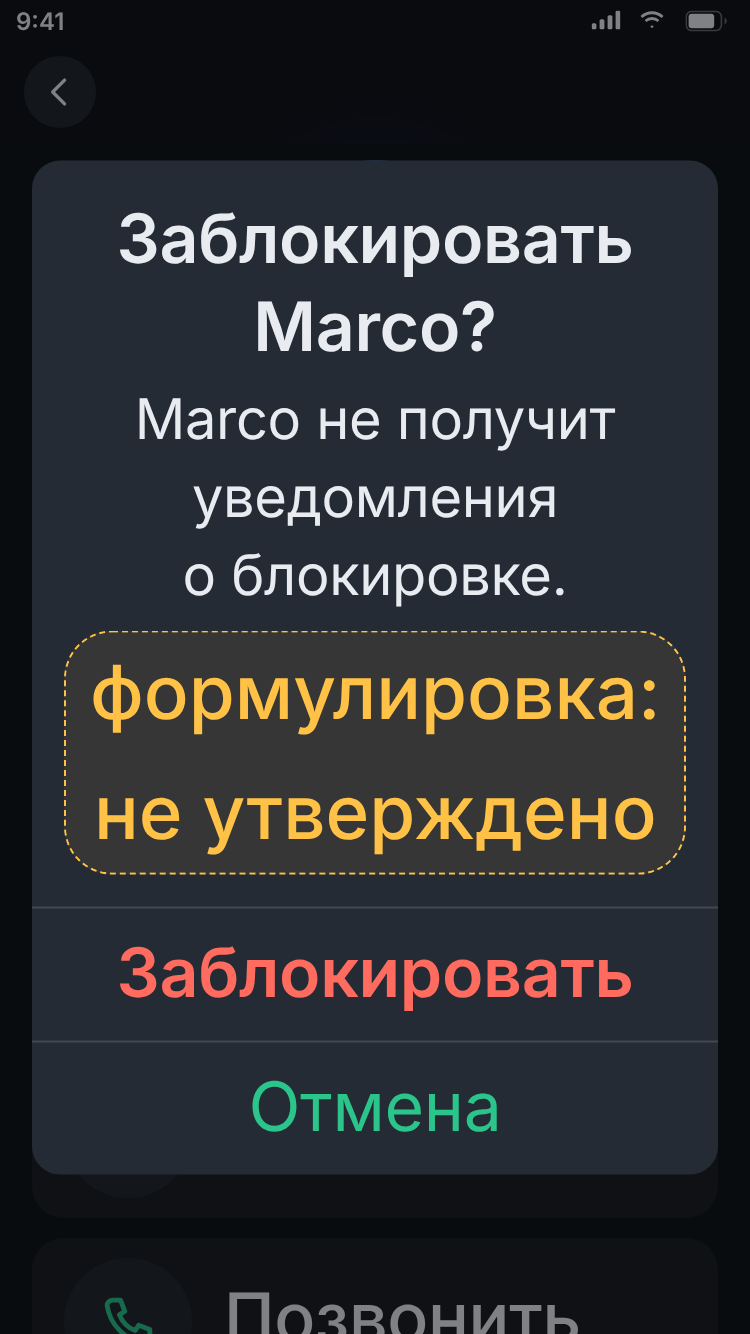 9:41
Заблокировать
Marco?
Marco не получит
уведомления
о блокировке.
формулировка:
не утверждено
Заблокировать
Отмена
Позвонить